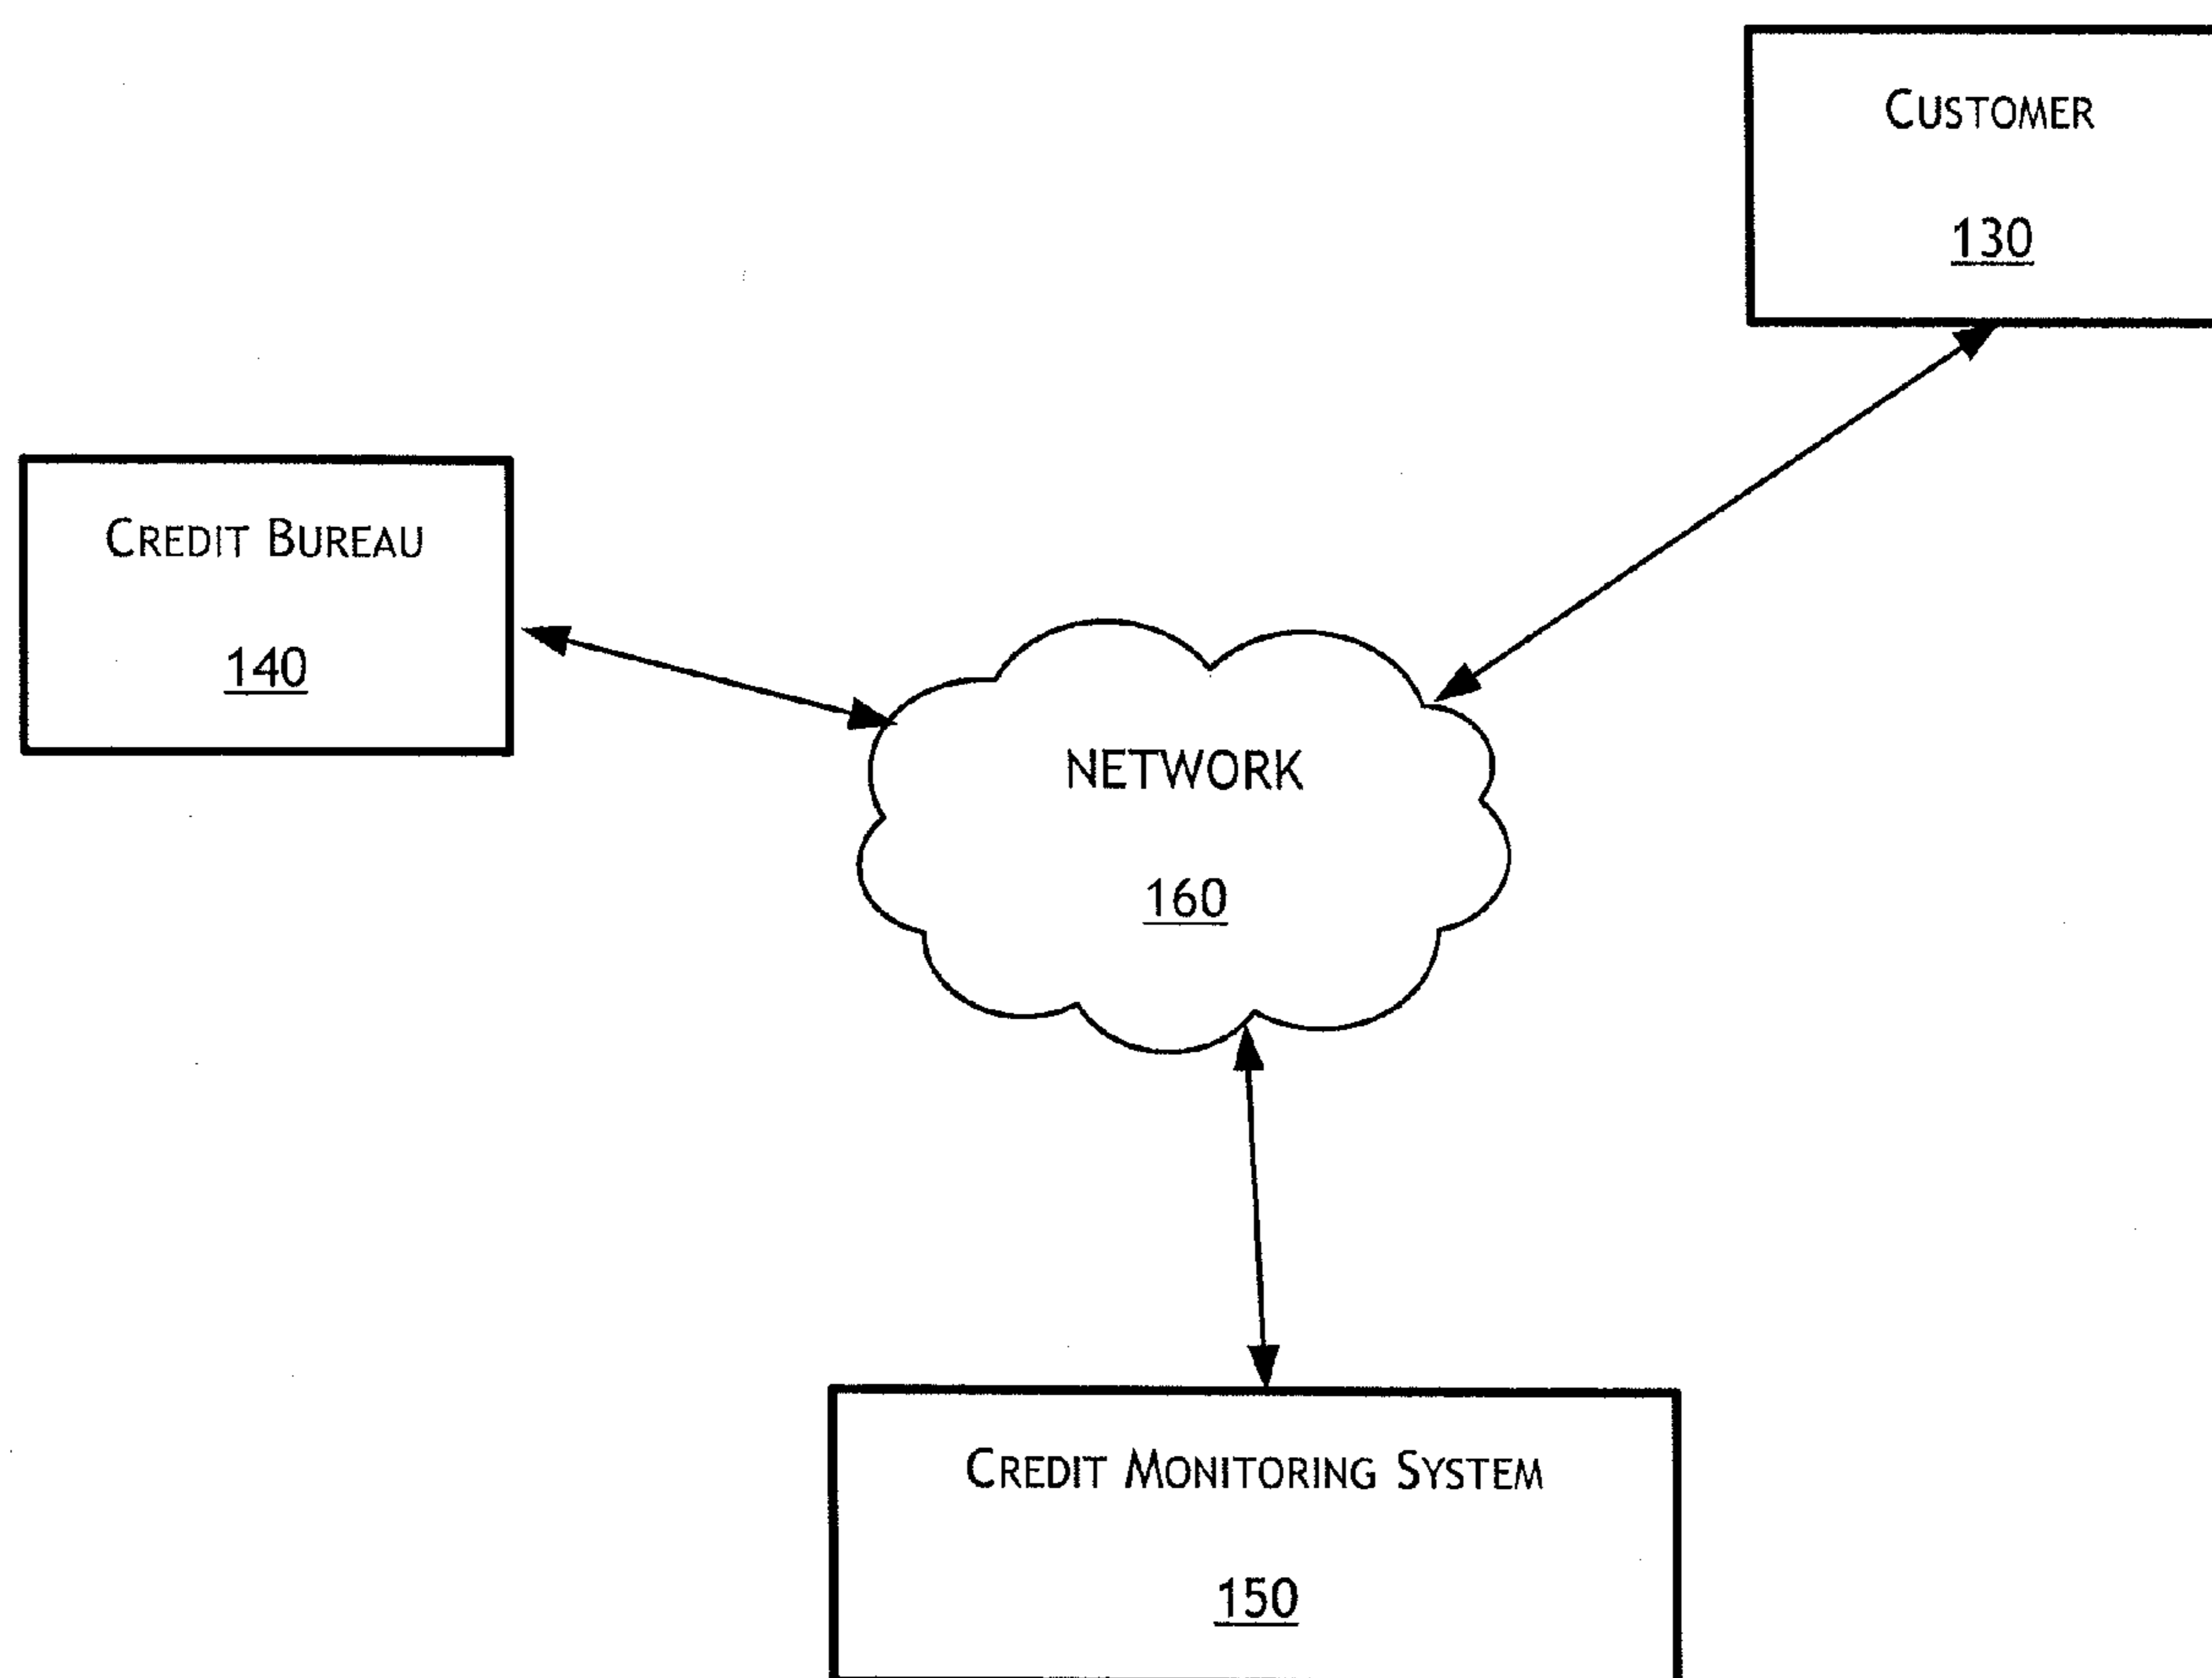 CUSTOMER
130
CREDIT BUREAU
140
NETWORK
160
CREDIT MONITORING SYSTEM
150